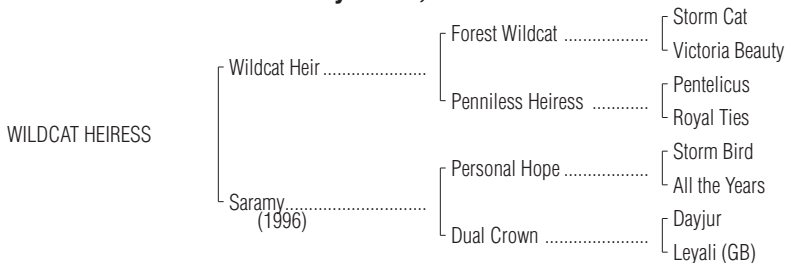 Storm Cat
Forest Wildcat ....................
Victoria Beauty
Wildcat Heir .......................
Pentelicus
Penniless Heiress .............
Royal Ties
WILDCAT HEIRESS
Storm Bird
Personal Hope ....................
All the Years
Saramy...............................
(1996)
Dayjur
Dual Crown ........................
Leyali (GB)